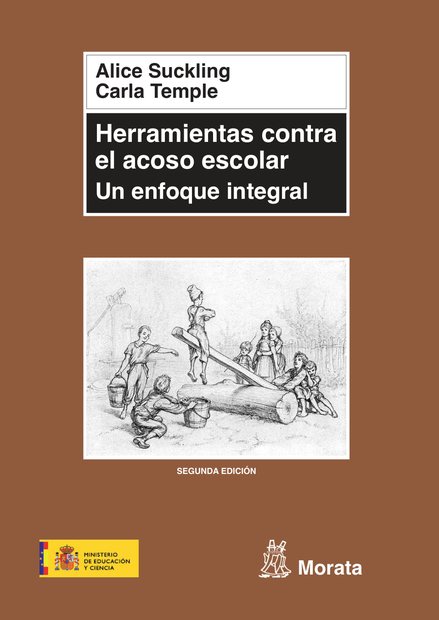 Alice Suckling
Carla Temple
Herramientas contra
el acoso escolar
Un enfoque integral
SEGUNDA EDICIÓN
MINISTERIO
DE EDUCACIÓN
Y CIENCIA
Morata